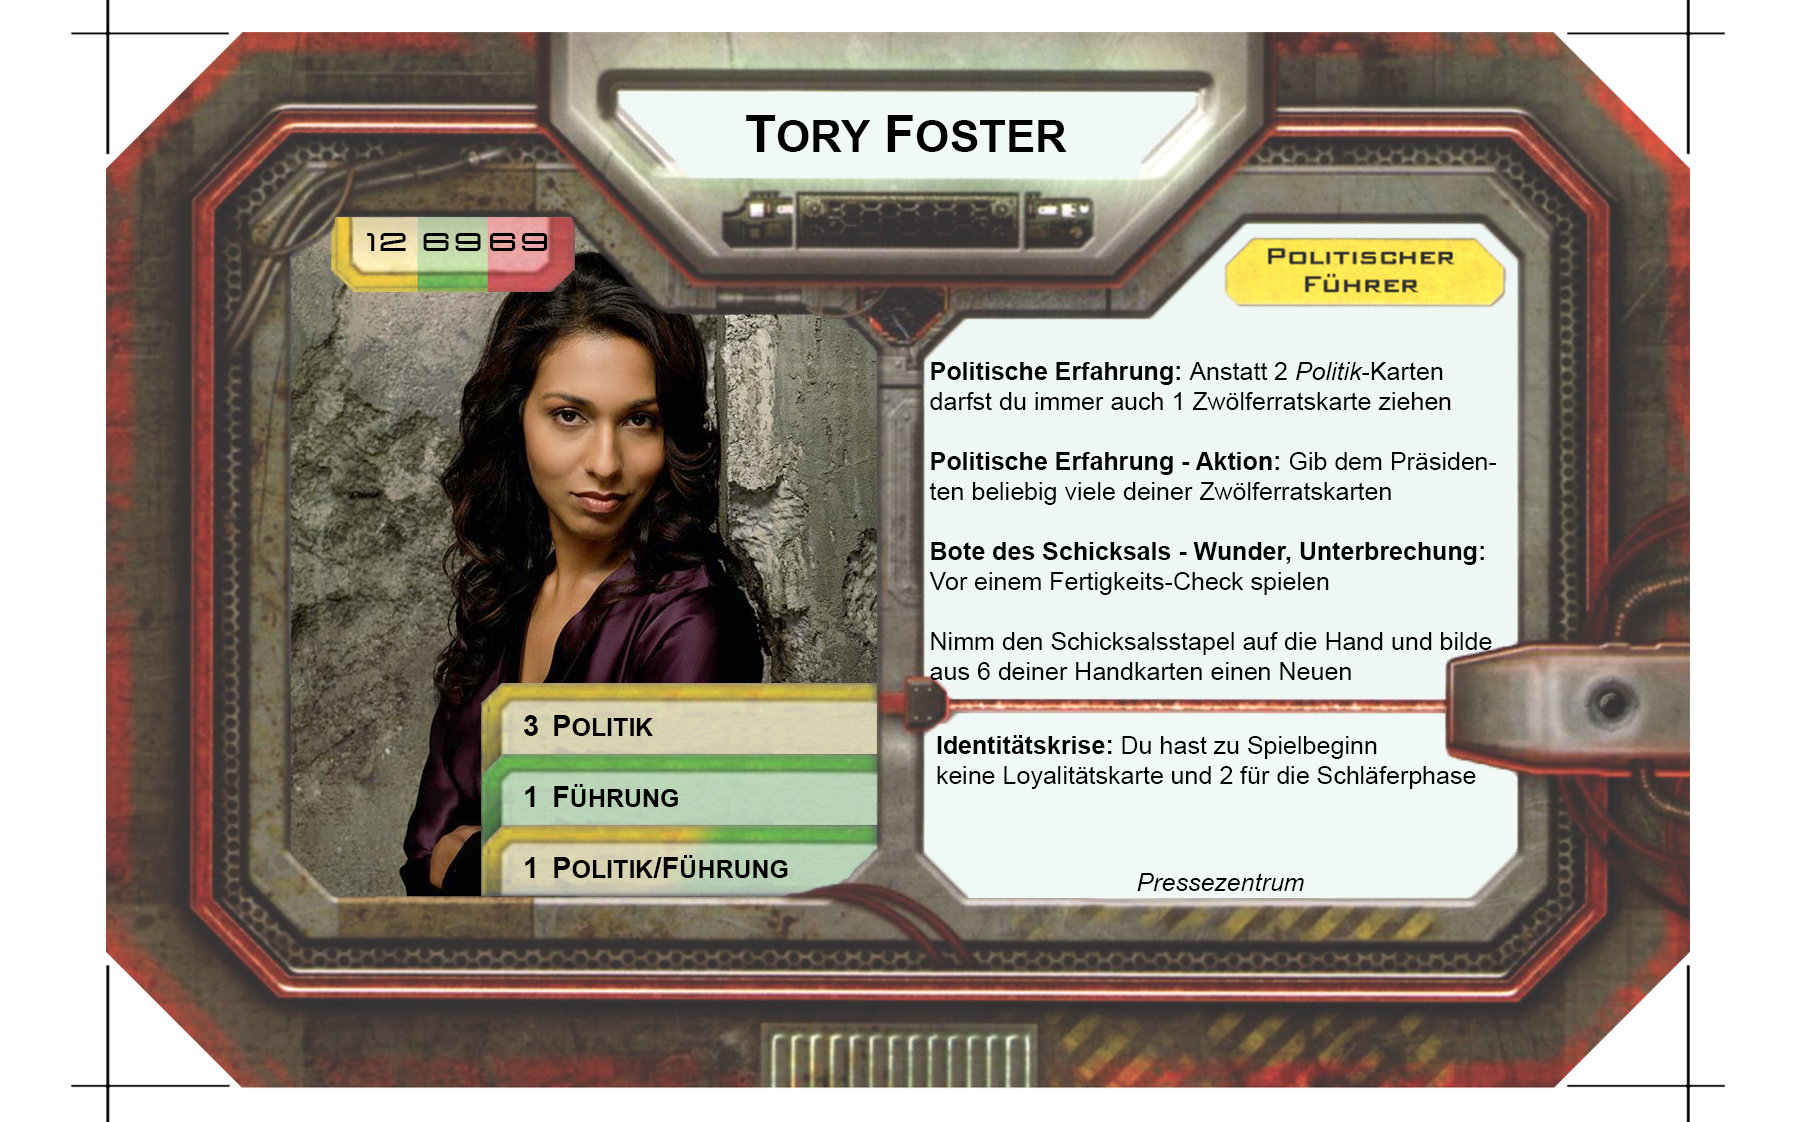 TORY FOSTER
12 69 69
POLITISCHER
FÜHRER
Politische Erfahrung: Anstatt 2 Politik-Karten
darfst du immer auch 1 Zwölferratskarte ziehen
Politische Erfahrung - Aktion: Gib dem Präsiden-
ten beliebig viele deiner Zwölferratskarten
Bote des Schicksals - Wunder, Unterbrechung:
Vor einem Fertigkeits-Check spielen
Nimm den Schicksalsstapel auf die Hand und bilde
aus 6 deiner Handkarten einen Neuen
3 POLITIK
1 FÜHRUNG
1 POLITIK/FÜHRUNG
Identitätskrise: Du hast zu Spielbeginn
keine Loyalitätskarte und 2 für die Schläferphase
Pressezentrum